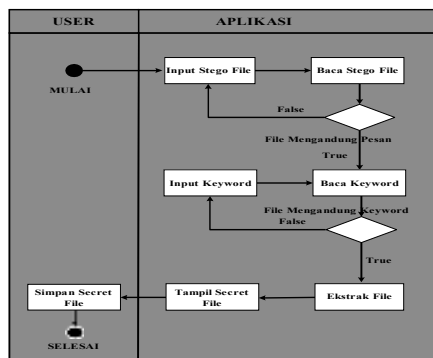 USER
APLIKASI
Input Stego File
Baca Stego File
MULAI
False
File Mengandung Pesan
True
Input Keyword
Baca Keyword
File Mengandung Keyword
False
True
Simpan Secret
File
Tampil Secret
File
Ekstrak File
SELESAI